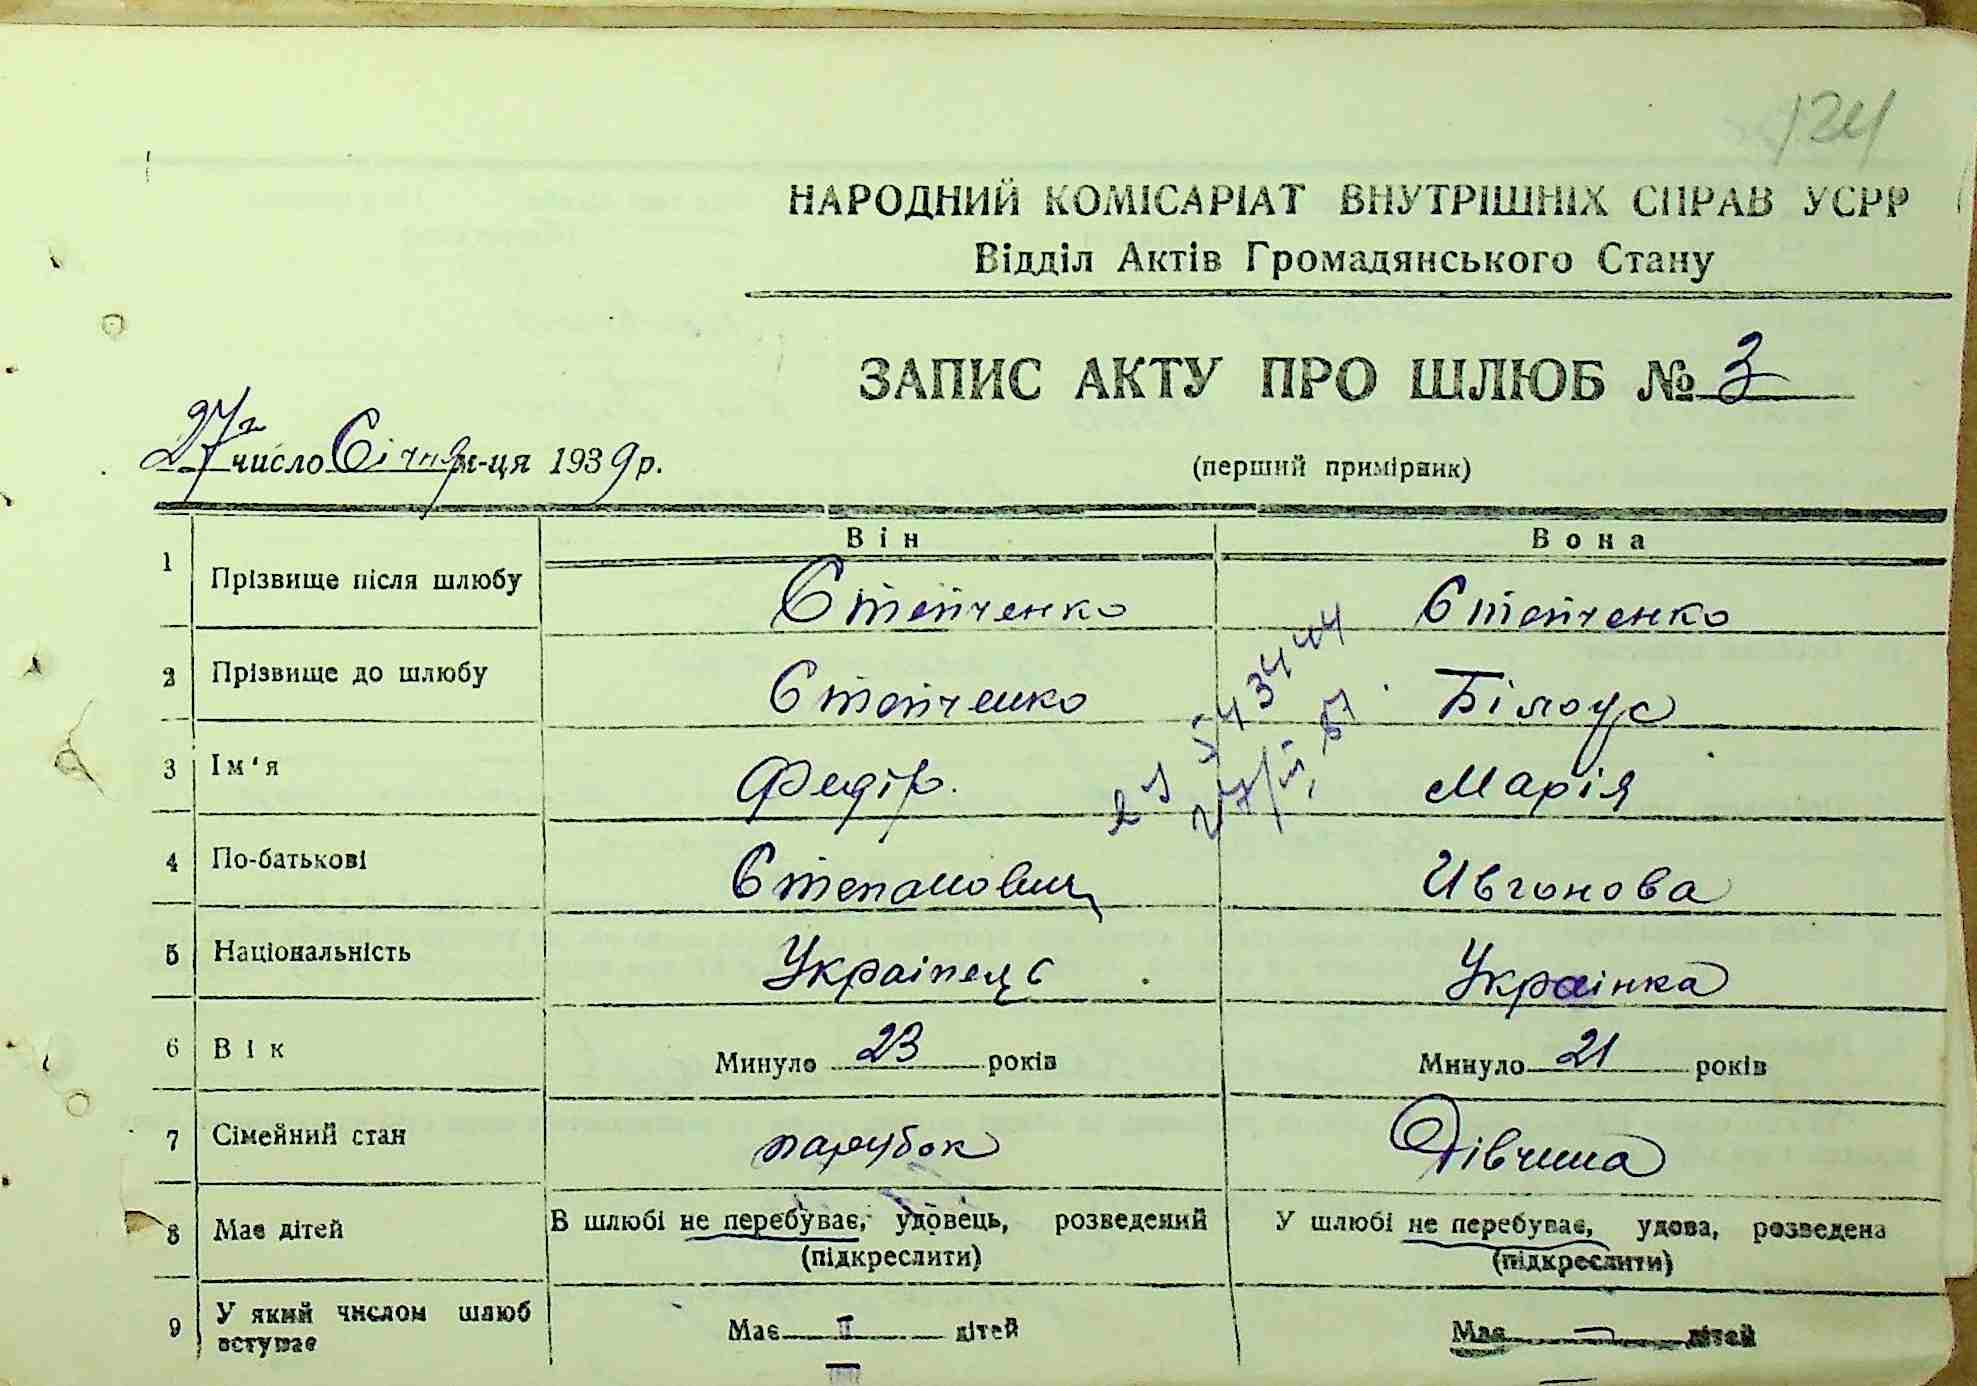 124
НАРОДНИЙ КОМІСАРІАТ ВНУТРІШНІХ СПРАВ УСРР
Відділ Актів Громадянського Стану
ЗАПИС АКТУ ПРО ШЛЮБ № 3
27 число Січня м-ця 1939 р.
(перший примірник)
Він Вона
1 Прізвище після шлюбу Степченко Степченко
2 Прізвище до шлюбу Степченко Білоус
3 Ім'я Федір Марія
4 По-батькові Степанович Ивгонова
5 Національність Українець Українка
6 Вік Минуло 23 років Минуло 21 років
7 Сімейний стан парубок Дівчина
8 Має дітей В шлюбі не перебуває, удовець, розведений У шлюбі не перебуває, удова, розведена
(підкреслити) (підкреслити)
9 У який числом шлюб вступає Має дітей Має — дітей